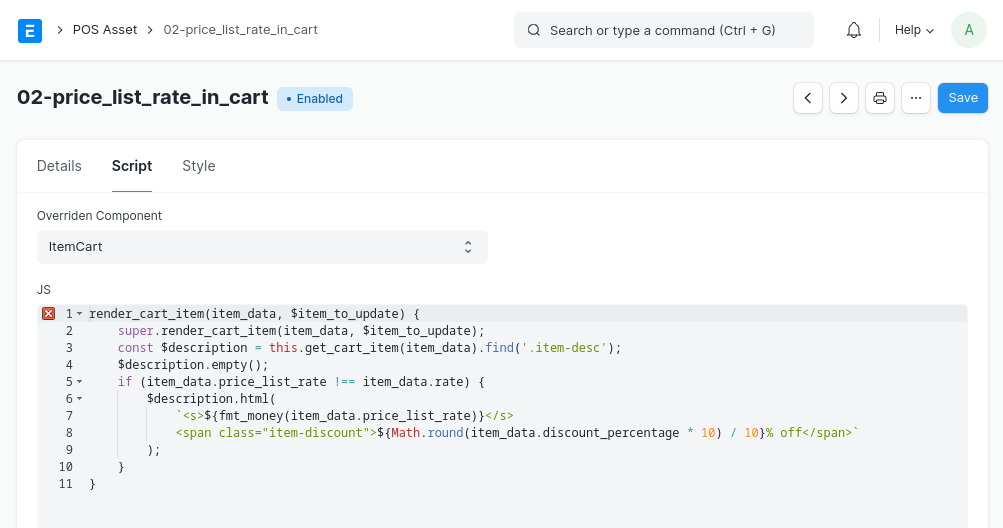 E POS Asset 02-price_list_rate_in_cart Search or type a command (Ctrl + G) Help A
02-price_list_rate_in_cart • Enabled ... Save
Details Script Style
Overriden Component
ItemCart
JS
1 render_cart_item(item_data, $item_to_update) {
2 super.render_cart_item(item_data, $item_to_update);
3 const $description = this.get_cart_item(item_data).find('.item-desc');
4 $description.empty();
5 if (item_data.price_list_rate !== item_data.rate) {
6 $description.html(
7 `<s>${fmt_money(item_data.price_list_rate)}</s>
8 <span class="item-discount">${Math.round(item_data.discount_percentage * 10) / 10}% off</span>`
9 );
10 }
11 }